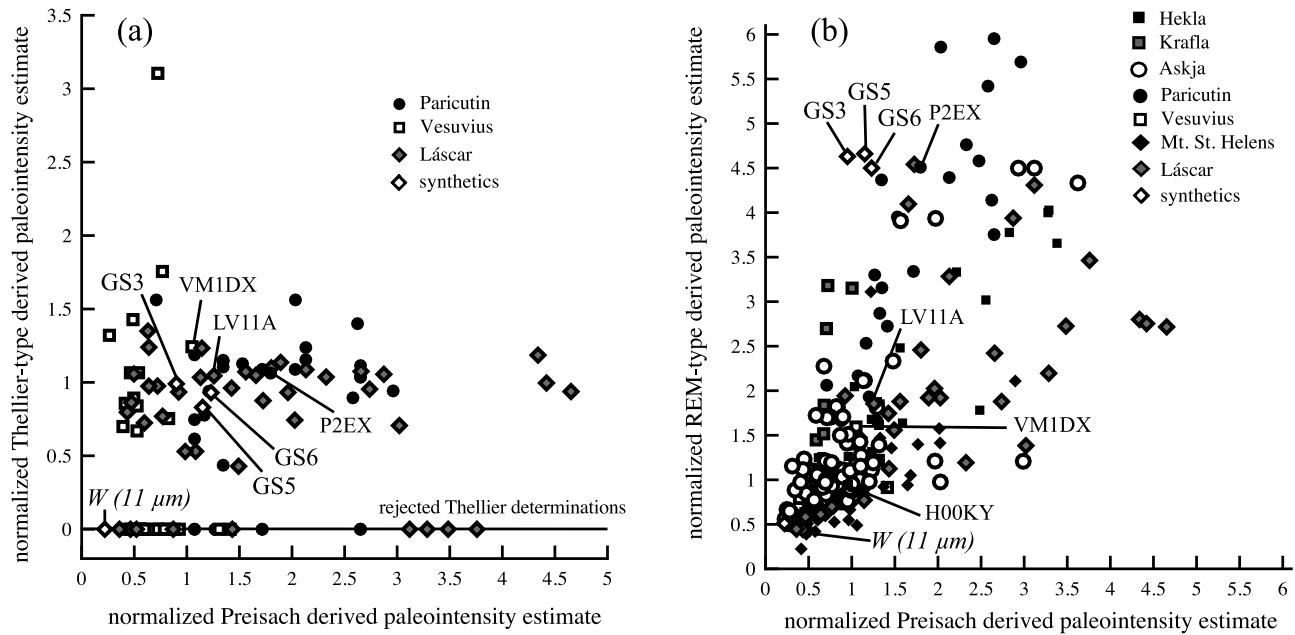 (a)
normalized Thellier-type derived paleointensity estimate
3.5
3
2.5
2
1.5
1
0.5
0
Paricutin
Vesuvius
Láscar
synthetics
GS3
VM1DX
LV11A
P2EX
GS6
GS5
W (11 μm)
rejected Thellier determinations
0 0.5 1 1.5 2 2.5 3 3.5 4 4.5 5
normalized Preisach derived paleointensity estimate
(b)
normalized REM-type derived paleointensity estimate
6
5.5
5
4.5
4
3.5
3
2.5
2
1.5
1
0.5
0
Hekla
Krafla
Askja
Paricutin
Vesuvius
Mt. St. Helens
Láscar
synthetics
GS5
GS3
GS6
P2EX
LV11A
VM1DX
H00KY
W (11 μm)
0 0.5 1 1.5 2 2.5 3 3.5 4 4.5 5 5.5 6
normalized Preisach derived paleointensity estimate